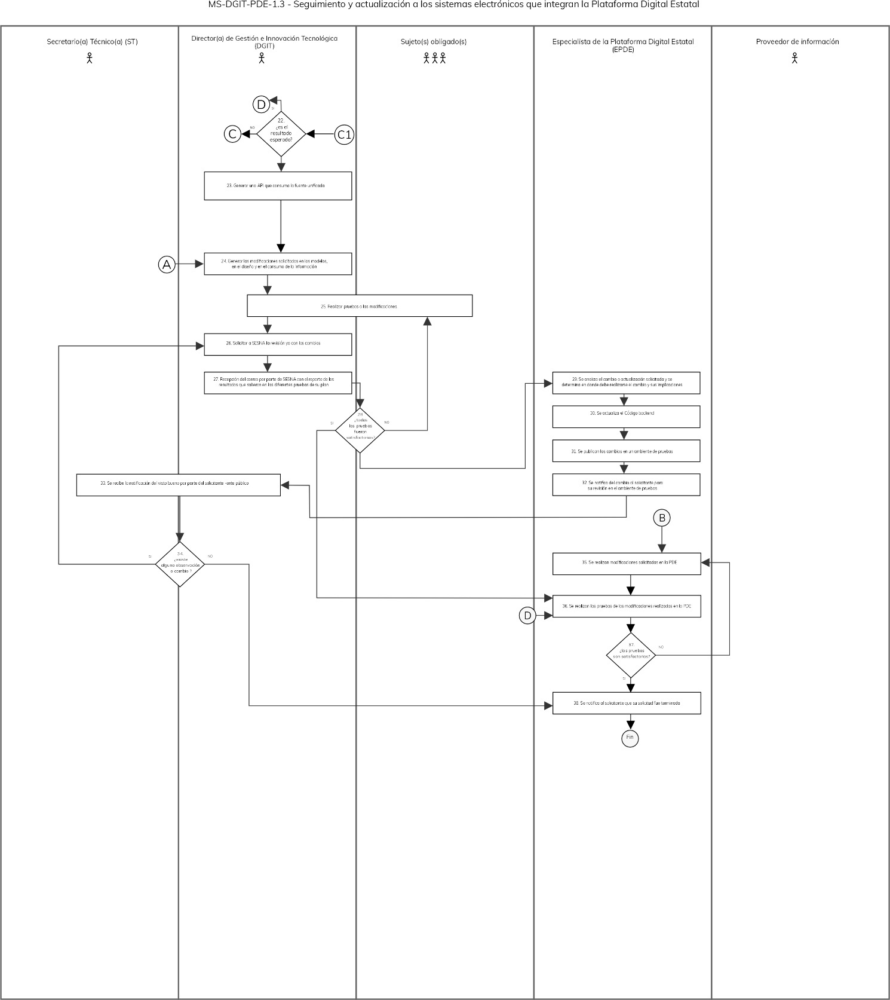 MS-DGIT-PDE-1.3 - Seguimiento y actualización a los sistemas electrónicos que integran la Plataforma Digital Estatal
Secretario(a) Técnico(a) (ST)
Director(a) de Gestión e Innovación Tecnológica
(DGIT)
Sujeto(s) obligado(s)
Especialista de la Plataforma Digital Estatal
(EPDE)
Proveedor de información
D
SI
22.
¿es el
resultado
esperado?
NO
C
C1
23. Generar una API que consuma la fuente unificada
A
24. Generar las modificaciones solicitadas en los modelos,
en el diseño y en el consumo de la información
25. Realizar pruebas a las modificaciones.
26. Solicitar a SESNA la revisión ya con los cambios
27. Recepción del correo por parte de SESNA con el reporte de los
resultados que salieron en las diferentes pruebas de su plan
28
¿todas
las pruebas
fueron
satisfactorias?
SI
NO
29. Se analiza el cambio o actualización solicitada y se
determina en donde debe realizarse el cambio y sus implicaciones
30. Se actualiza el Código backend
31. Se publican los cambios en un ambiente de pruebas
32. Se notifica del cambio al solicitante para
su revisión en el ambiente de pruebas
33. Se recibe la notificación del visto bueno por parte del solicitante -ente público
B
34.
¿existe
alguna observación
o cambio ?
SI
NO
35. Se realizan modificaciones solicitadas en la PDE
36. Se realizan las pruebas de las modificaciones realizadas en la PDE
D
37.
¿las pruebas
son satisfactorias?
NO
SI
38. Se notifica al solicitante que su solicitud fue terminada
Fin